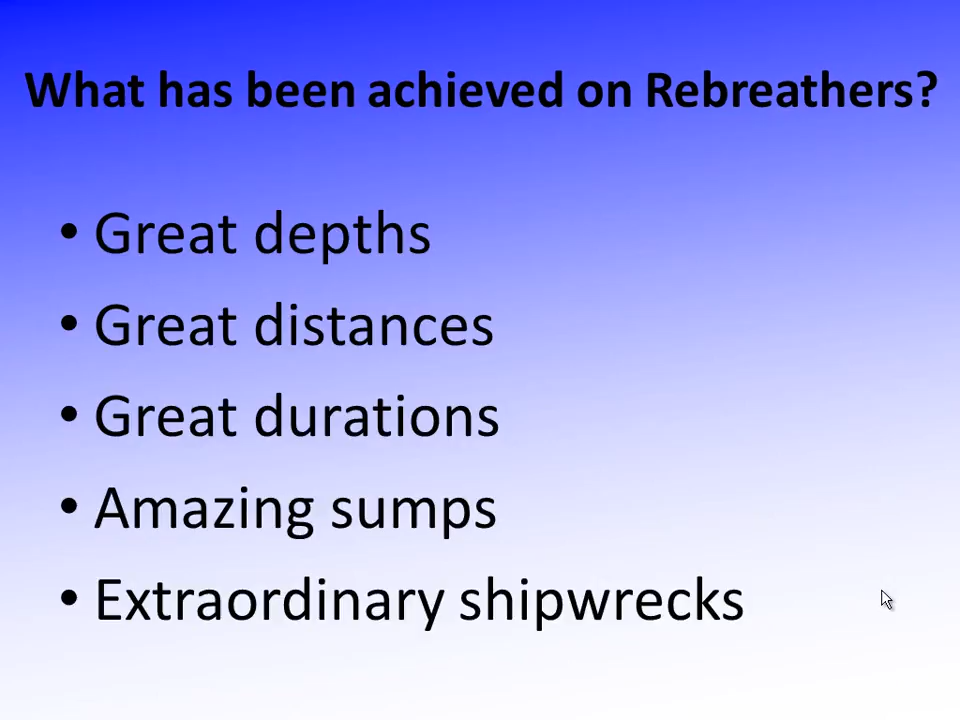 What has been achieved on Rebreathers?
• Great depths
• Great distances
• Great durations
• Amazing sumps
• Extraordinary shipwrecks